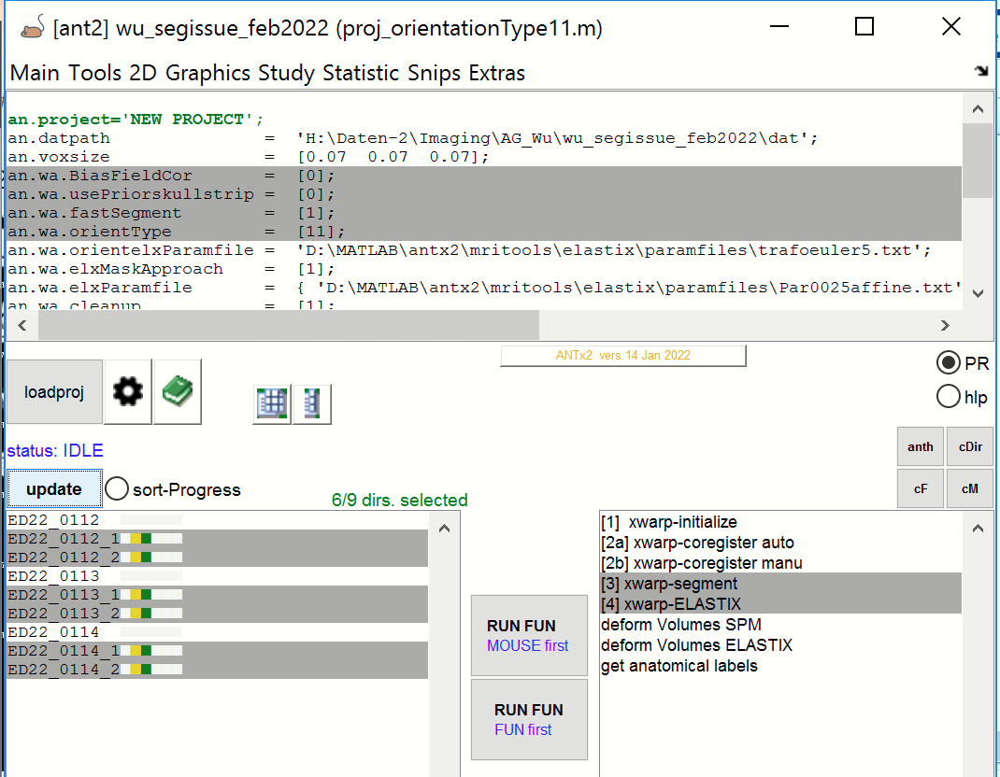 [ant2] wu_segissue_feb2022 (proj_orientationType11.m)
Main Tools 2D Graphics Study Statistic Snips Extras
an.project='NEW PROJECT';
an.datpath = 'H:\Daten-2\Imaging\AG_Wu\wu_segissue_feb2022\dat';
an.voxsize = [0.07 0.07 0.07];
an.wa.BiasFieldCor = [0];
an.wa.usePriorskullstrip = [0];
an.wa.fastSegment = [1];
an.wa.orientType = [11];
an.wa.orientelxParamfile = 'D:\MATLAB\antx2\mritools\elastix\paramfiles\trafoeuler5.txt';
an.wa.elxMaskApproach = [1];
an.wa.elxParamfile = { 'D:\MATLAB\antx2\mritools\elastix\paramfiles\Par0025affine.txt'
an.wa.cleanup = [1];
ANTx2 vers.14 Jan 2022
PR
loadproj
hlp
status: IDLE
anth cDir
update sort-Progress
6/9 dirs. selected
cF cM
ED22_0112
ED22_0112_1
ED22_0112_2
ED22_0113
ED22_0113_1
ED22_0113_2
ED22_0114
ED22_0114_1
ED22_0114_2
RUN FUN
MOUSE first
RUN FUN
FUN first
[1] xwarp-initialize
[2a] xwarp-coregister auto
[2b] xwarp-coregister manu
[3] xwarp-segment
[4] xwarp-ELASTIX
deform Volumes SPM
deform Volumes ELASTIX
get anatomical labels